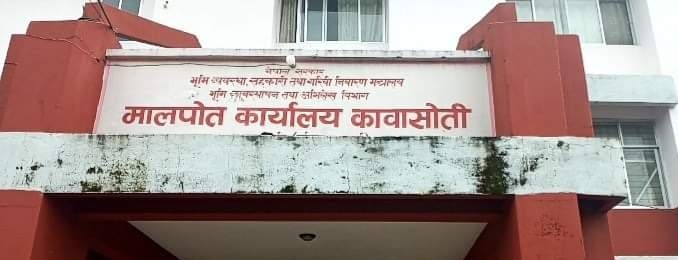 नेपाल सरकार
भूमि व्यवस्था, सहकारी तथा गरिबी निवारण मन्त्रालय
भूमि व्यवस्थापन तथा अभिलेख विभाग
मालपोत कार्यालय कावासोती